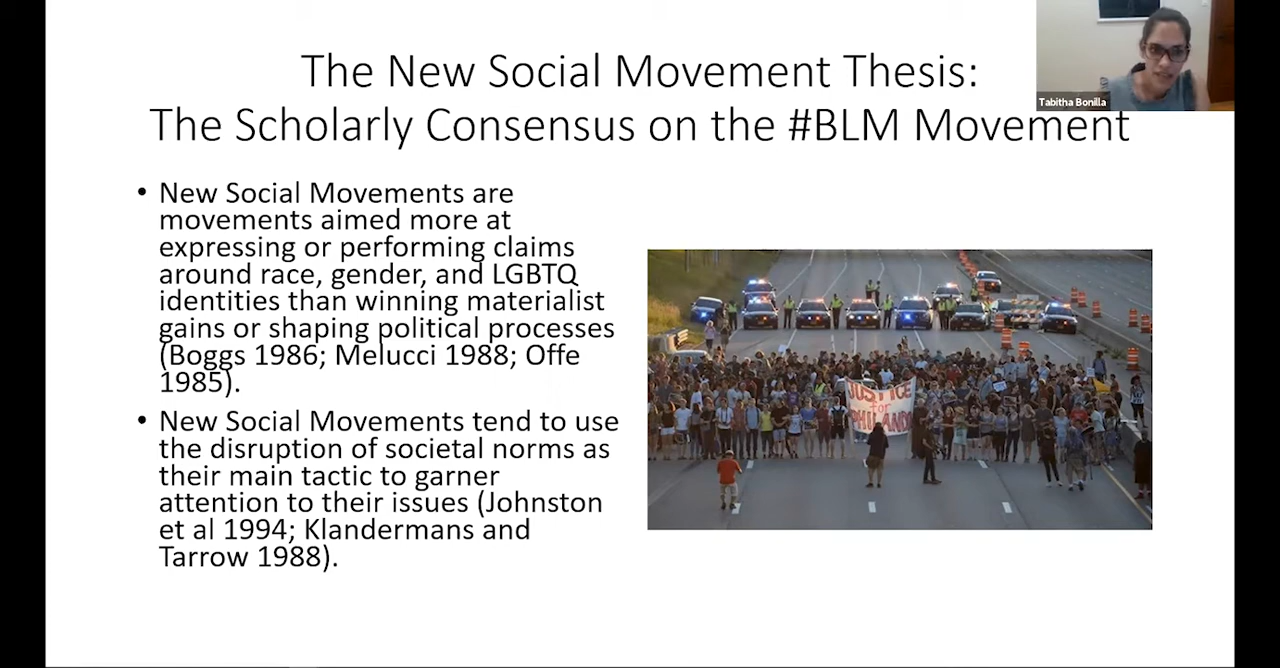 The New Social Movement Thesis:
The Scholarly Consensus on the #BLM Movement
Tabitha Bonilla
• New Social Movements are
movements aimed more at
expressing or performing claims
around race, gender, and LGBTQ
identities than winning materialist
gains or shaping political processes
(Boggs 1986; Melucci 1988; Offe
1985).
• New Social Movements tend to use
the disruption of societal norms as
their main tactic to garner
attention to their issues (Johnston
et al 1994; Klandermans and
Tarrow 1988).
JUSTICE
for